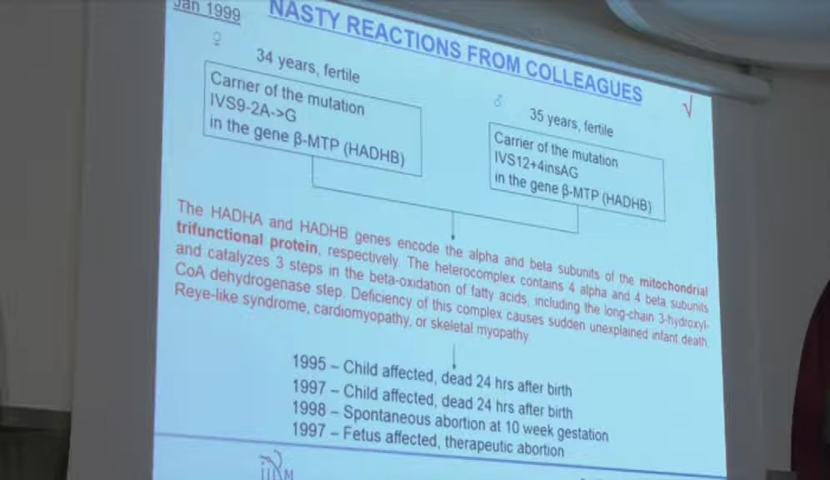 Jan 1999
NASTY REACTIONS FROM COLLEAGUES
♀
34 years, fertile
♂
35 years, fertile
√
Carrier of the mutation
IVS9-2A->G
in the gene β-MTP (HADHB)
Carrier of the mutation
IVS12+4insAG
in the gene β-MTP (HADHB)
The HADHA and HADHB genes encode the alpha and beta subunits of the mitochondrial
trifunctional protein, respectively. The heterocomplex contains 4 alpha and 4 beta subunits
and catalyzes 3 steps in the beta-oxidation of fatty acids, including the long-chain 3-hydroxyl-
CoA dehydrogenase step. Deficiency of this complex causes sudden unexplained infant death,
Reye-like syndrome, cardiomyopathy, or skeletal myopathy
1995 – Child affected, dead 24 hrs after birth
1997 – Child affected, dead 24 hrs after birth
1998 – Spontaneous abortion at 10 week gestation
1997 – Fetus affected, therapeutic abortion